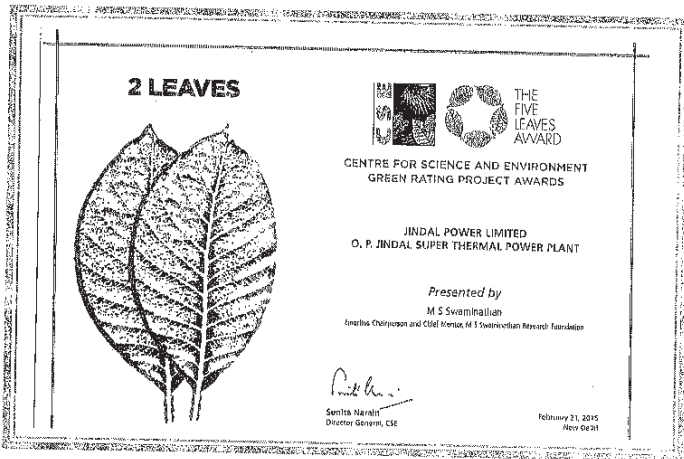 2 LEAVES
CSE
THE
FIVE
LEAVES
AWARD
CENTRE FOR SCIENCE AND ENVIRONMENT
GREEN RATING PROJECT AWARDS
JINDAL POWER LIMITED
O. P. JINDAL SUPER THERMAL POWER PLANT
Presented by
M S Swaminathan
Emeritus Chairperson and Chief Mentor, M S Swaminathan Research Foundation
Sunita Narain
Director General, CSE
February 21, 2015
New Delhi